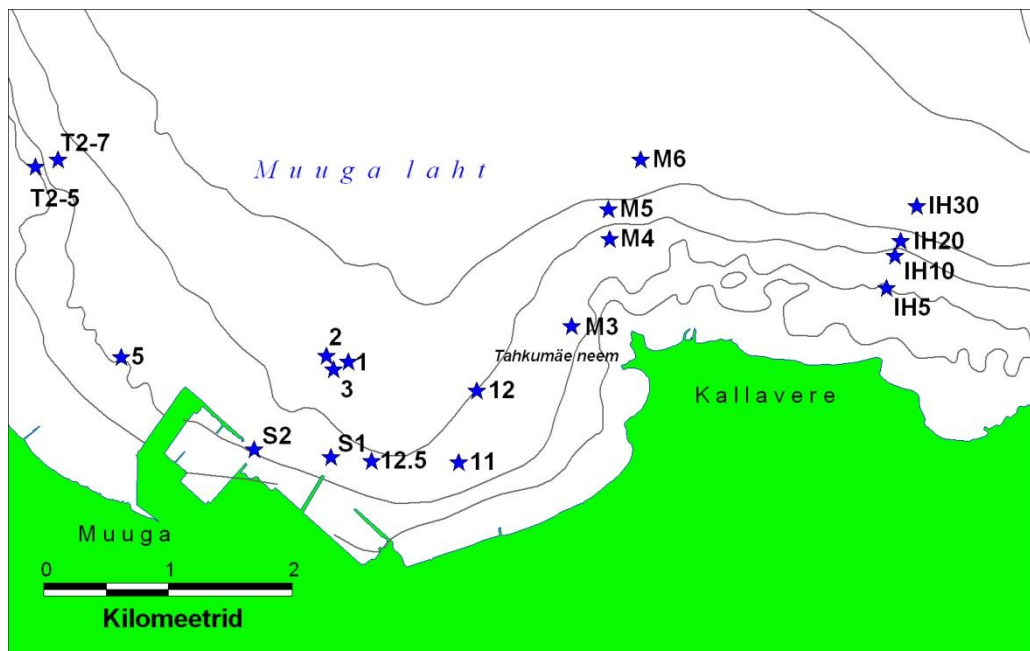 T2-7
Muuga laht
M6
T2-5
M5
IH30
M4
IH20
IH10
IH5
M3
2
1
Tahkumäe neem
5
3
12
Kallavere
S2
S1
12.5
11
Muuga
0 1 2
Kilomeetrid